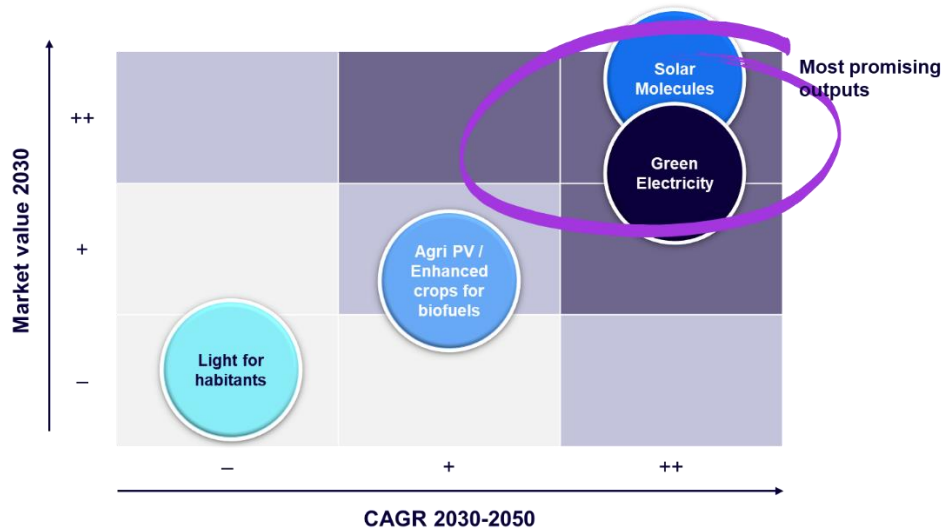 Market value 2030
++
+
–
Solar
Molecules
Most promising
outputs
Green
Electricity
Agri PV /
Enhanced
crops for
biofuels
Light for
habitants
–
+
++
CAGR 2030-2050